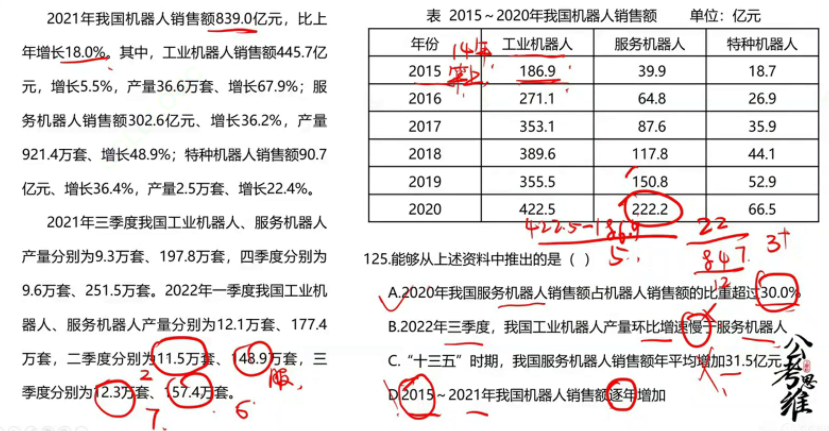 2021年我国机器人销售额839.0亿元，比上
年增长18.0%。其中，工业机器人销售额445.7亿
元，增长5.5%，产量36.6万套、增长67.9%；服
务机器人销售额302.6亿元、增长36.2%，产量
921.4万套、增长48.9%；特种机器人销售额90.7
亿元、增长36.4%，产量2.5万套、增长22.4%。
2021年三季度我国工业机器人、服务机器人
产量分别为9.3万套、197.8万套，四季度分别为
9.6万套、251.5万套。2022年一季度我国工业机
器人、服务机器人产量分别为12.1万套、177.4
万套，二季度分别为11.5万套、148.9万套，三
季度分别为12.3万套、157.4万套。
2
服
7
6
表 2015～2020年我国机器人销售额 单位：亿元
年份 工业机器人 服务机器人 特种机器人
14年
2015 186.9 39.9 18.7
2016 271.1 64.8 26.9
2017 353.1 87.6 35.9
2018 389.6 117.8 44.1
2019 355.5 150.8 52.9
2020 422.5 222.2 66.5
422.5-186.9
5
22
847
12
3+
125.能够从上述资料中推出的是（ ）
A.2020年我国服务机器人销售额占机器人销售额的比重超过30.0%
B.2022年三季度，我国工业机器人产量环比增速慢于服务机器人
C.“十三五”时期，我国服务机器人销售额年平均增加31.5亿元
D.2015～2021年我国机器人销售额逐年增加
公考思维